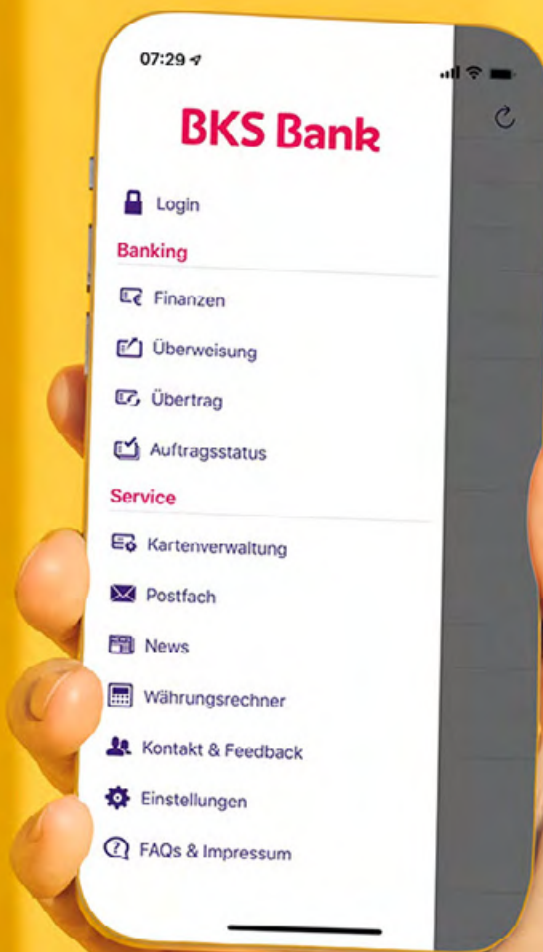 07:29
BKS Bank
Login
Banking
Finanzen
Überweisung
Übertrag
Auftragsstatus
Service
Kartenverwaltung
Postfach
News
Währungsrechner
Kontakt & Feedback
Einstellungen
FAQs & Impressum